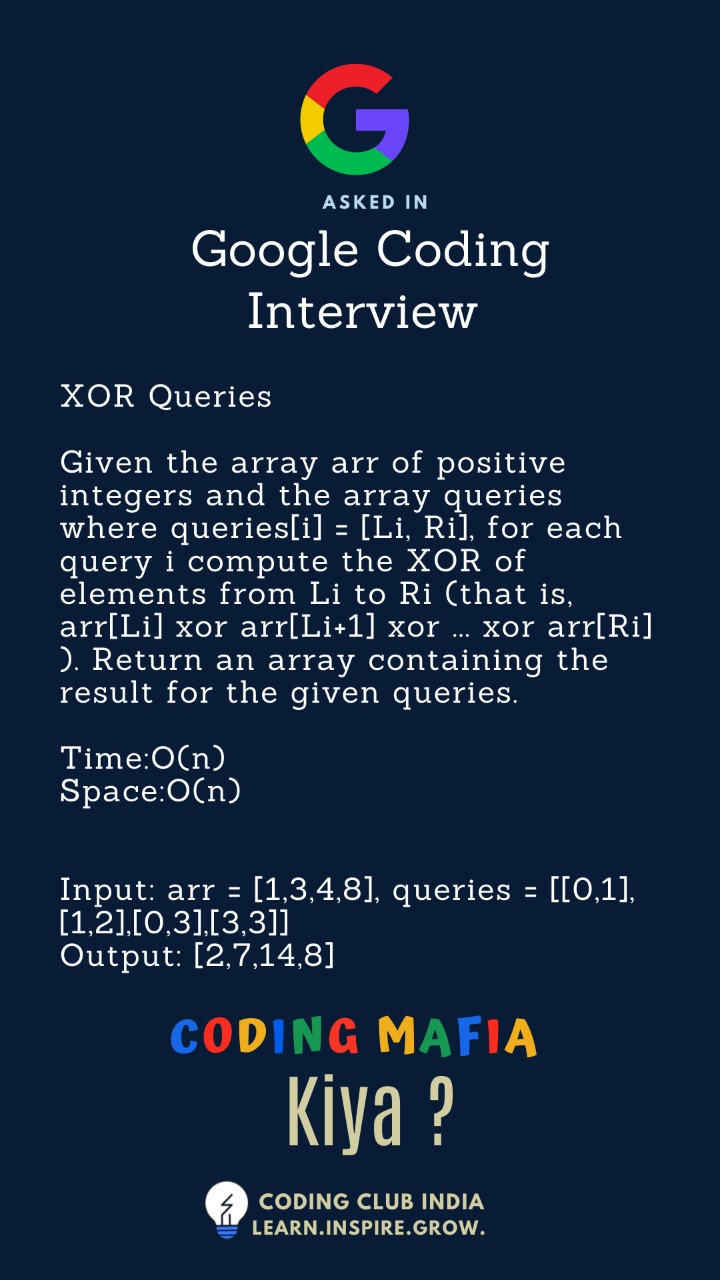 ASKED IN
Google Coding
Interview
XOR Queries
Given the array arr of positive
integers and the array queries
where queries[i] = [Li, Ri], for each
query i compute the XOR of
elements from Li to Ri (that is,
arr[Li] xor arr[Li+1] xor ... xor arr[Ri]
). Return an array containing the
result for the given queries.
Time:O(n)
Space:O(n)
Input: arr = [1,3,4,8], queries = [[0,1],
[1,2],[0,3],[3,3]]
Output: [2,7,14,8]
CODING MAFIA
Kiya ?
CODING CLUB INDIA
LEARN.INSPIRE.GROW.